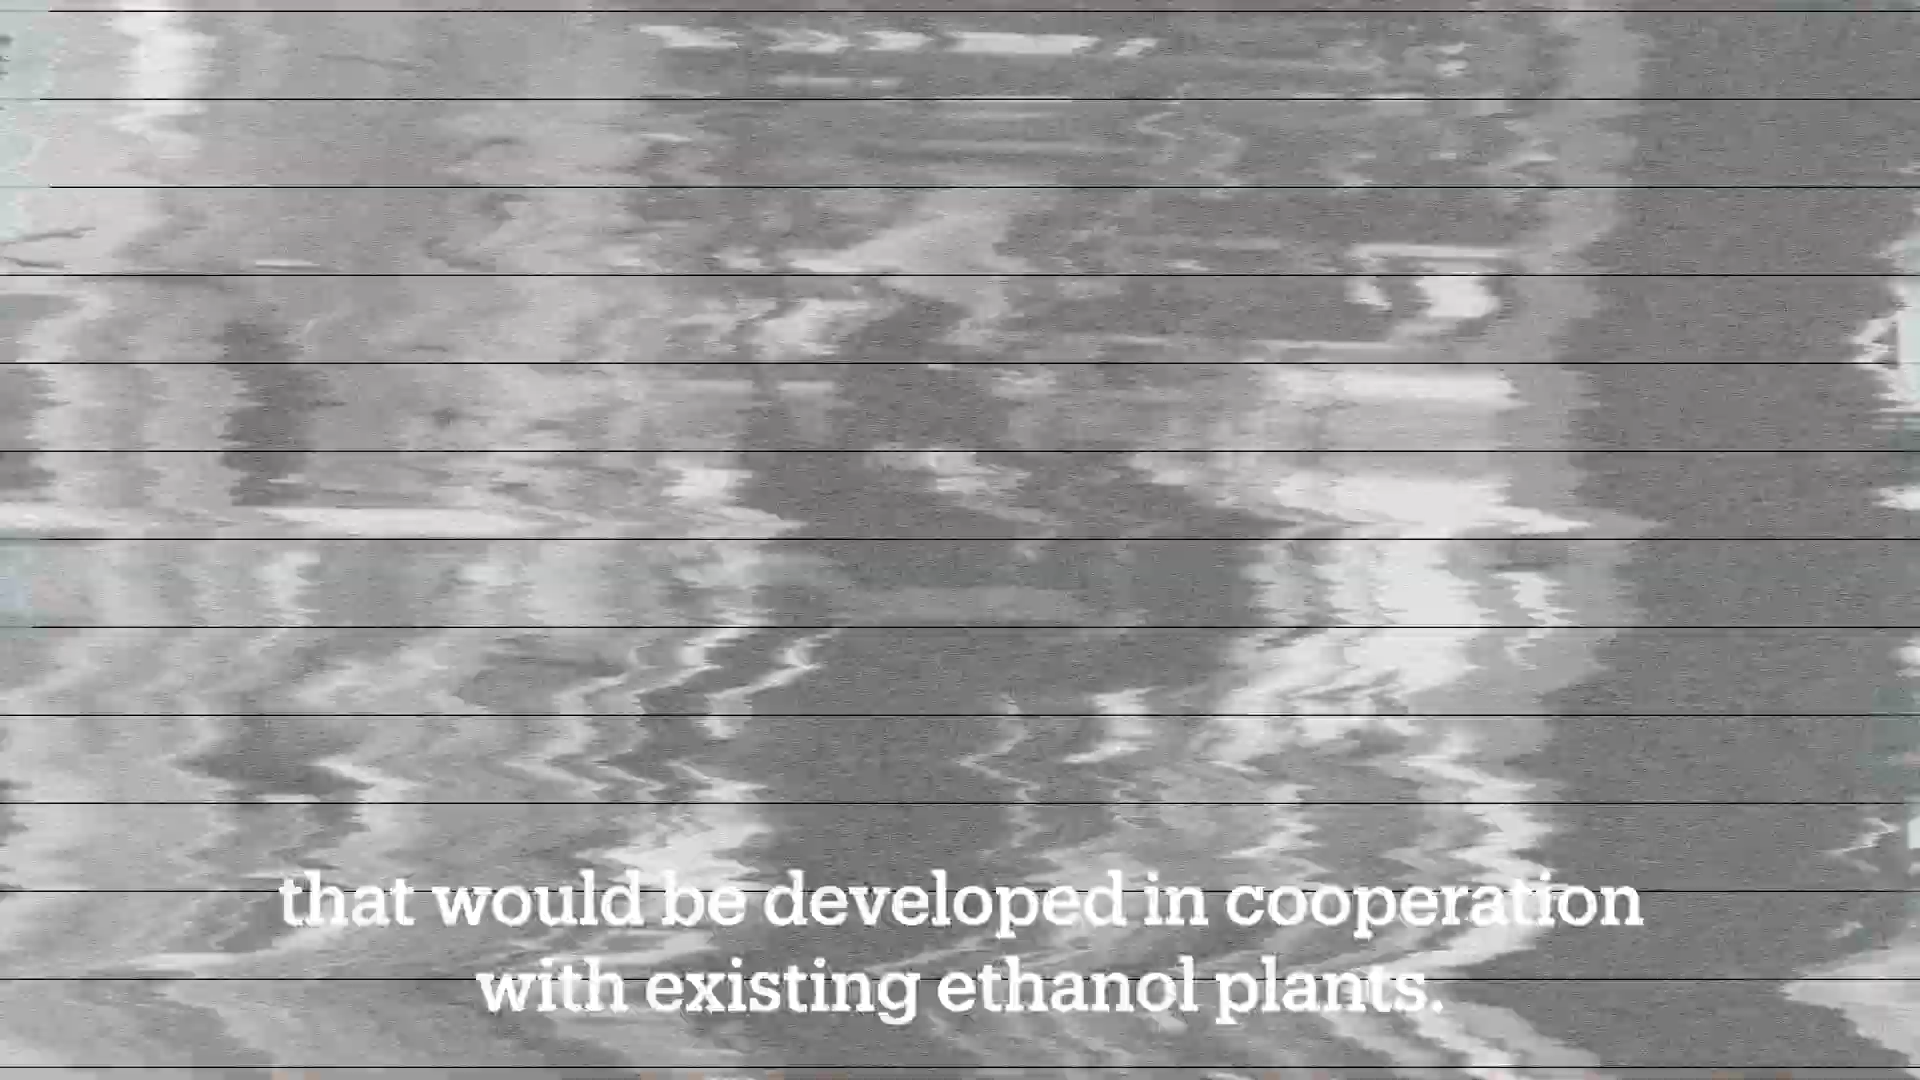 that would be developed in cooperation
with existing ethanol plants.